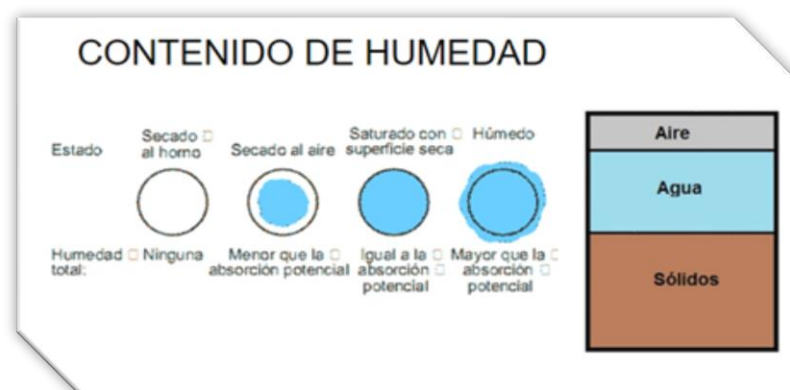 CONTENIDO DE HUMEDAD
Estado
Secado
al horno
Secado al aire
Saturado con
superficie seca
Húmedo
Humedad
total:
Ninguna
Menor que la
absorción potencial
Igual a la
absorción
potencial
Mayor que la
absorción
potencial
Aire
Agua
Sólidos